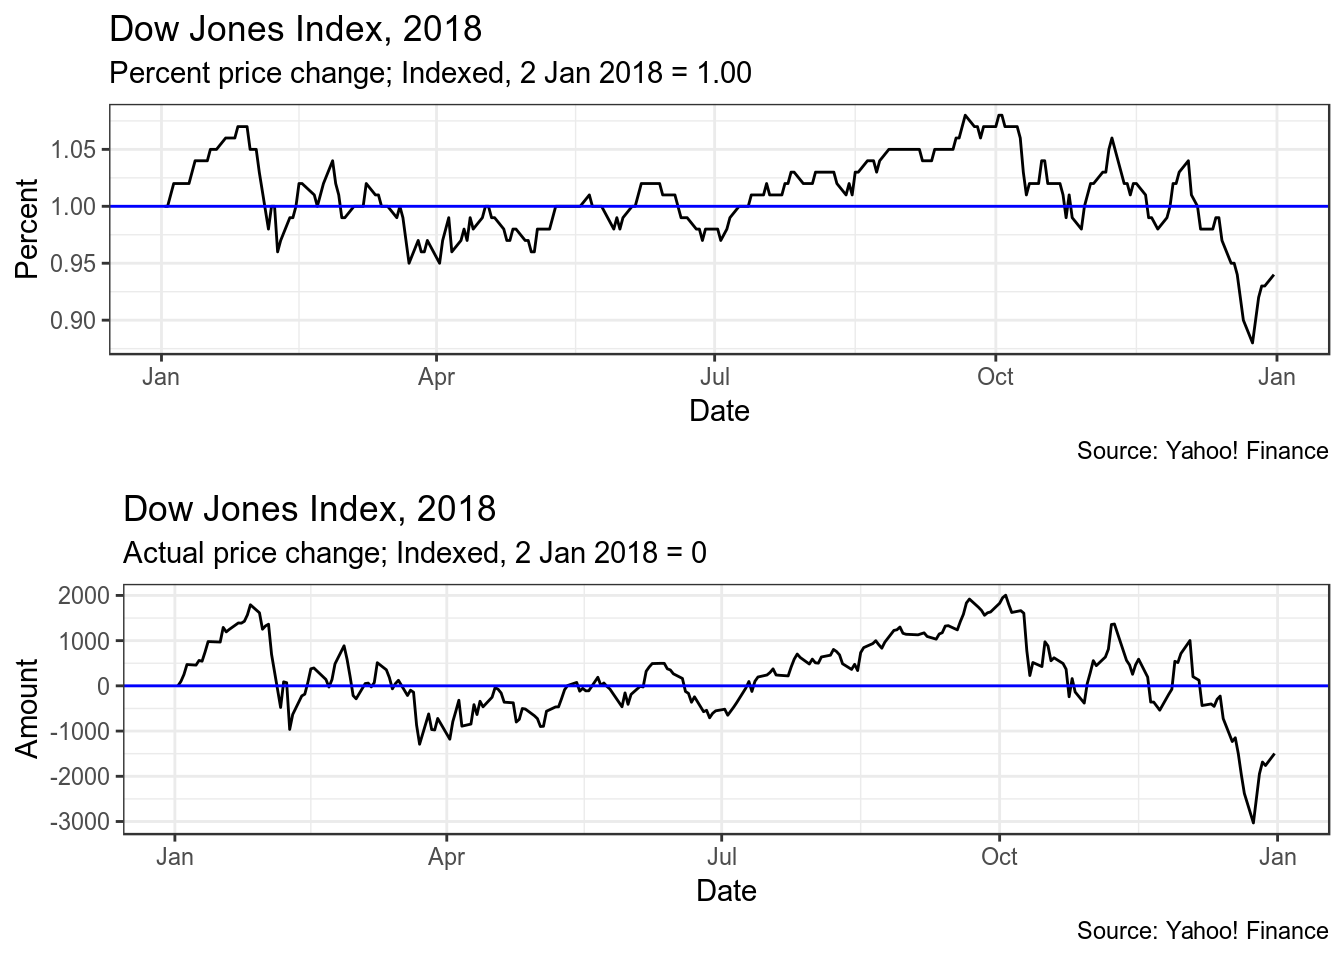 Dow Jones Index, 2018
Percent price change; Indexed, 2 Jan 2018 = 1.00
Percent
1.05
1.00
0.95
0.90
Jan Apr Jul Oct Jan
Date
Source: Yahoo! Finance
Dow Jones Index, 2018
Actual price change; Indexed, 2 Jan 2018 = 0
Amount
2000
1000
0
-1000
-2000
-3000
Jan Apr Jul Oct Jan
Date
Source: Yahoo! Finance